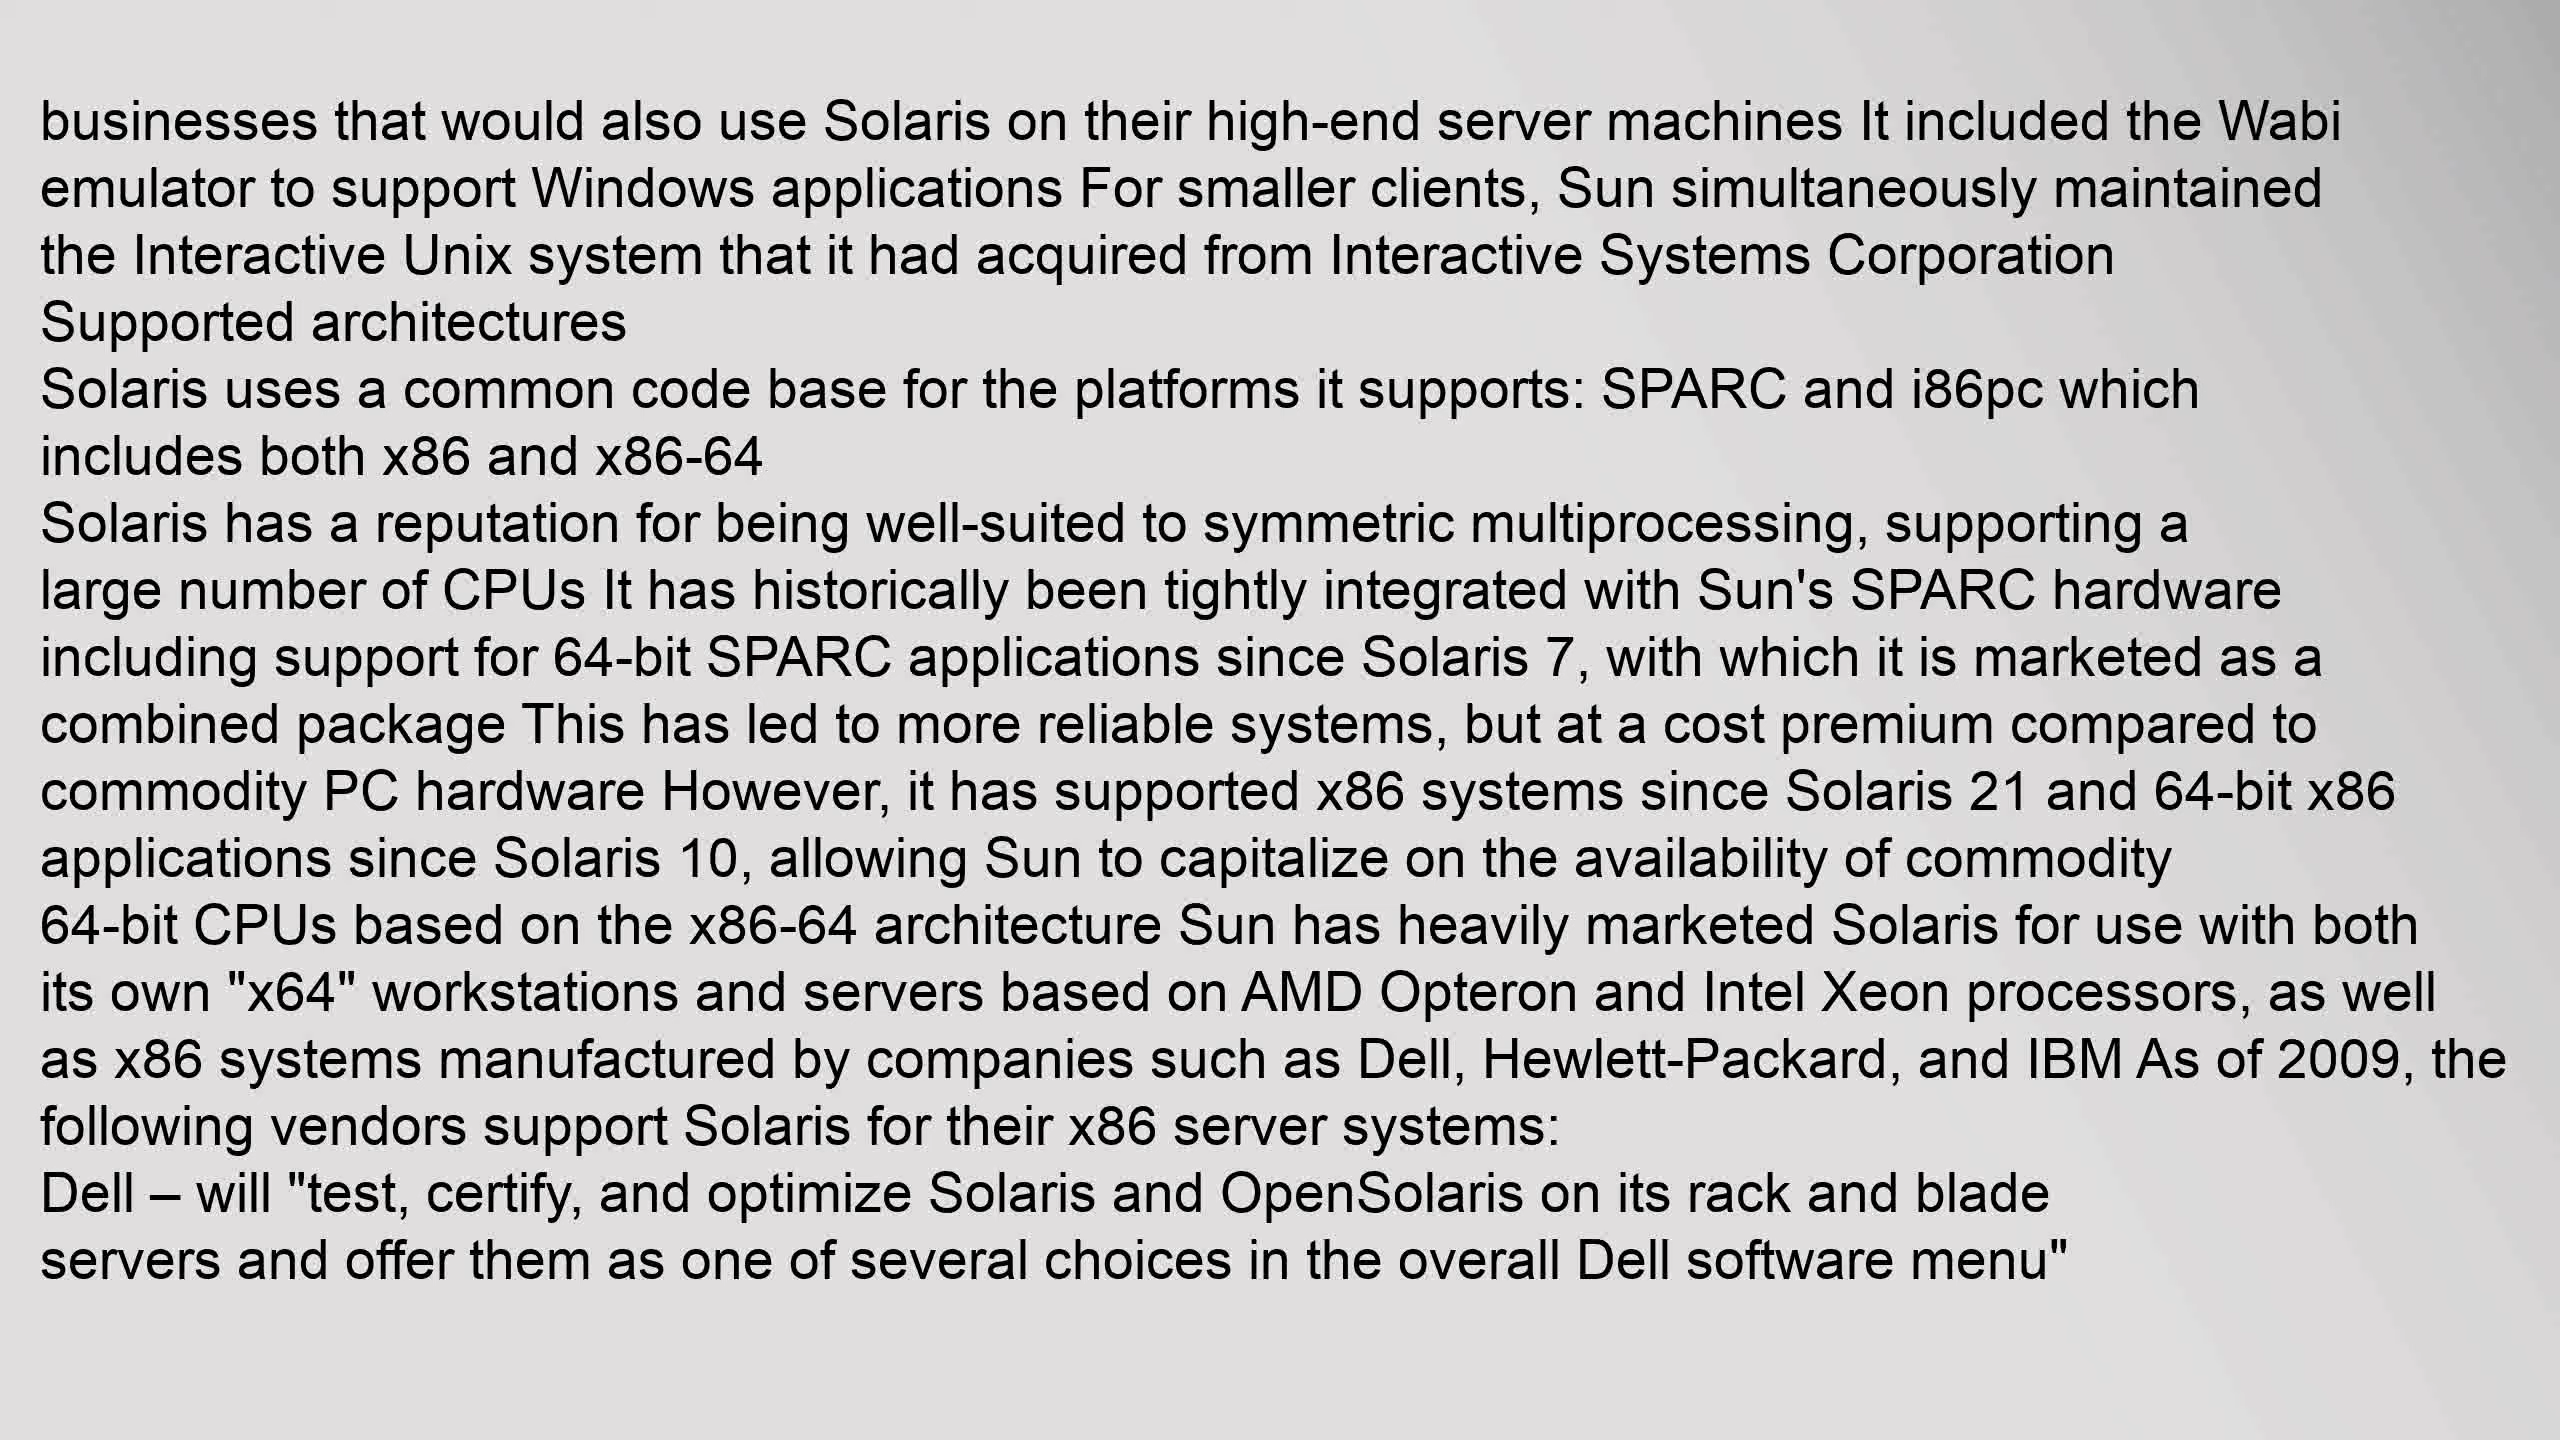 businesses that would also use Solaris on their high-end server machines It included the Wabi
emulator to support Windows applications For smaller clients, Sun simultaneously maintained
the Interactive Unix system that it had acquired from Interactive Systems Corporation
Supported architectures
Solaris uses a common code base for the platforms it supports: SPARC and i86pc which
includes both x86 and x86-64
Solaris has a reputation for being well-suited to symmetric multiprocessing, supporting a
large number of CPUs It has historically been tightly integrated with Sun's SPARC hardware
including support for 64-bit SPARC applications since Solaris 7, with which it is marketed as a
combined package This has led to more reliable systems, but at a cost premium compared to
commodity PC hardware However, it has supported x86 systems since Solaris 21 and 64-bit x86
applications since Solaris 10, allowing Sun to capitalize on the availability of commodity
64-bit CPUs based on the x86-64 architecture Sun has heavily marketed Solaris for use with both
its own "x64" workstations and servers based on AMD Opteron and Intel Xeon processors, as well
as x86 systems manufactured by companies such as Dell, Hewlett-Packard, and IBM As of 2009, the
following vendors support Solaris for their x86 server systems:
Dell – will "test, certify, and optimize Solaris and OpenSolaris on its rack and blade
servers and offer them as one of several choices in the overall Dell software menu"